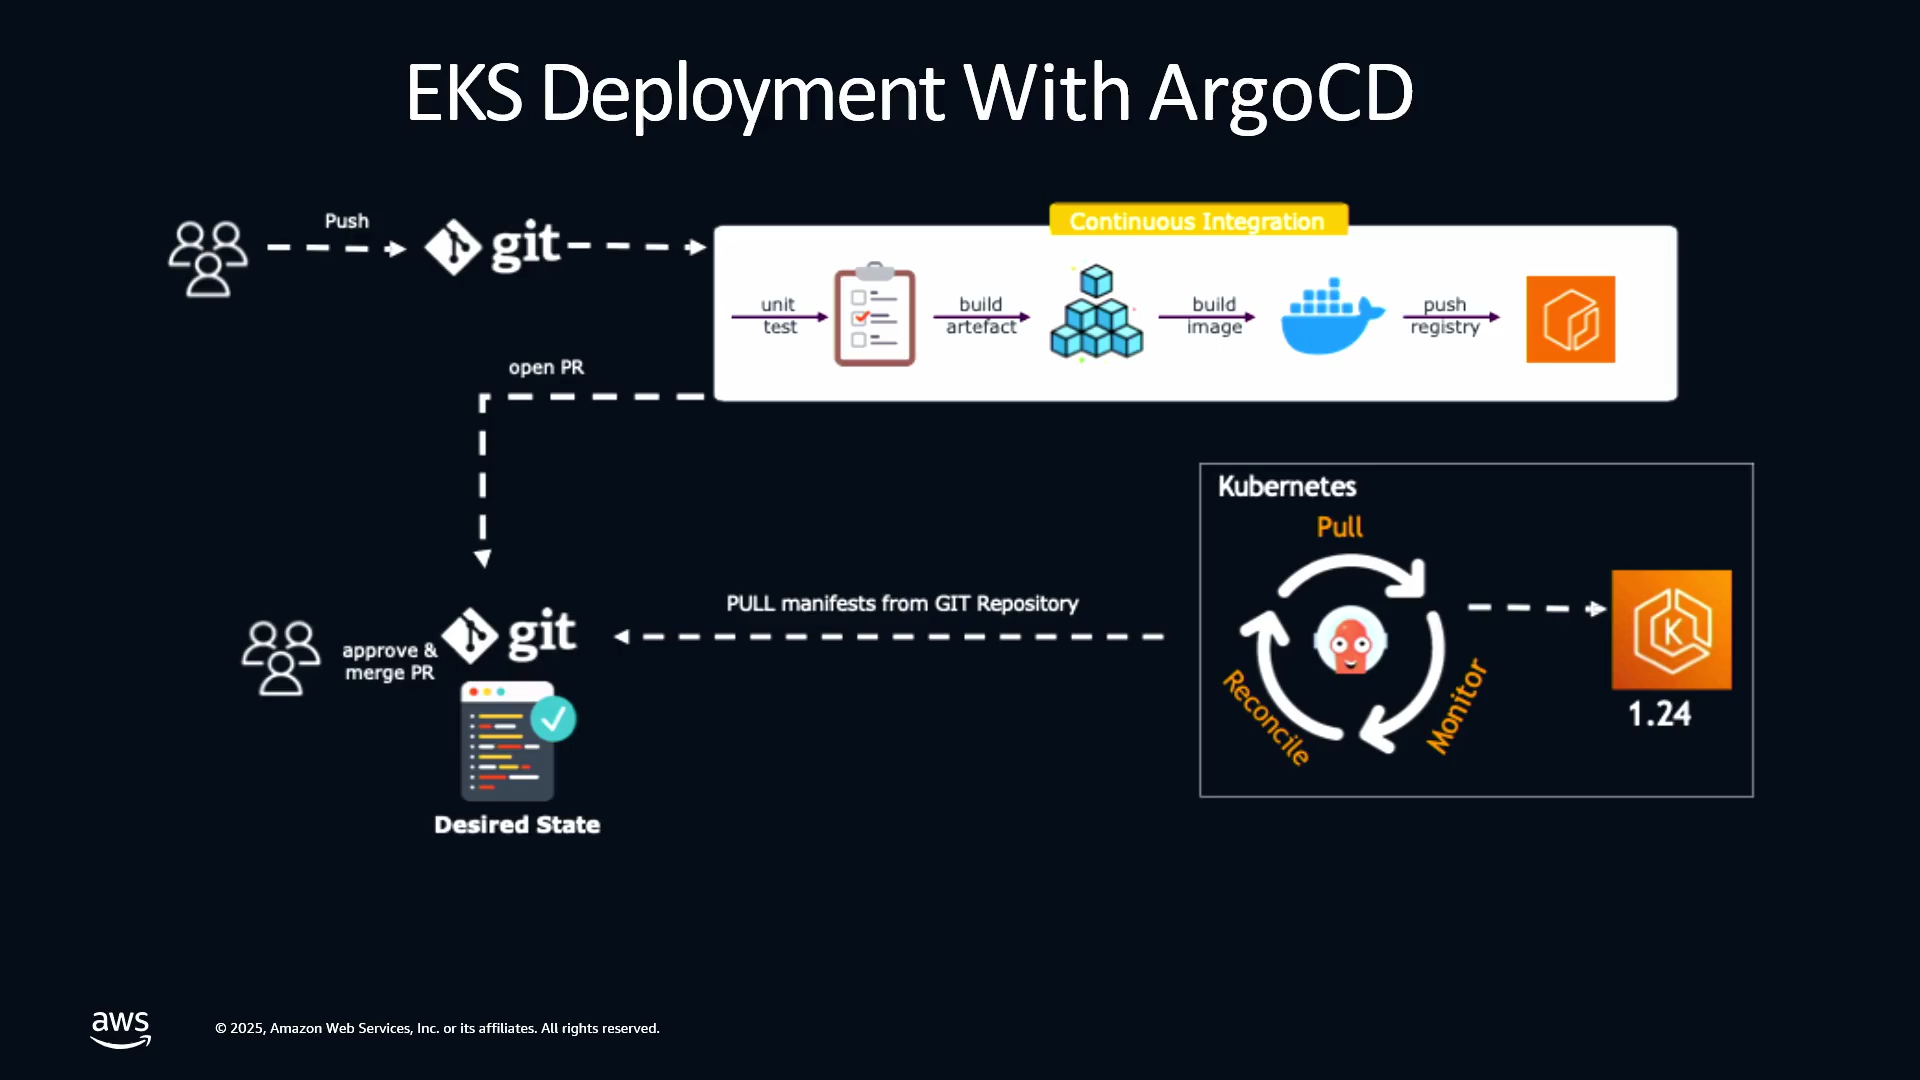 EKS Deployment With ArgoCD
Push
git
Continuous Integration
unit
test
build
artefact
build
image
push
registry
open PR
Kubernetes
Pull
Monitor
Reconcile
K
1.24
PULL manifests from GIT Repository
approve &
merge PR
git
Desired State
aws
© 2025, Amazon Web Services, Inc. or its affiliates. All rights reserved.